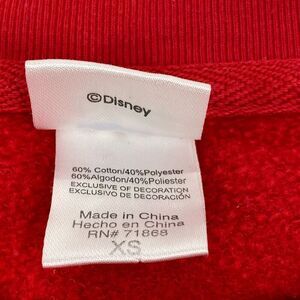 ©Disney
60% Cotton/40%Polyester
60%Algodon/40%Poliester
EXCLUSIVE OF DECORATION
EXCLUSIVO DE DECORACIÓN
Made in China
Hecho en China
RN# 71868
XS